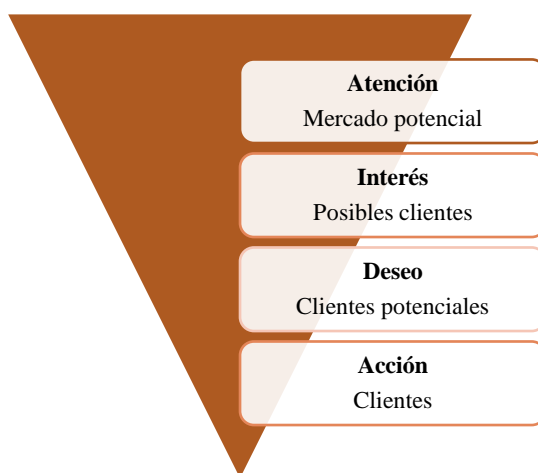 Atención
Mercado potencial
Interés
Posibles clientes
Deseo
Clientes potenciales
Acción
Clientes